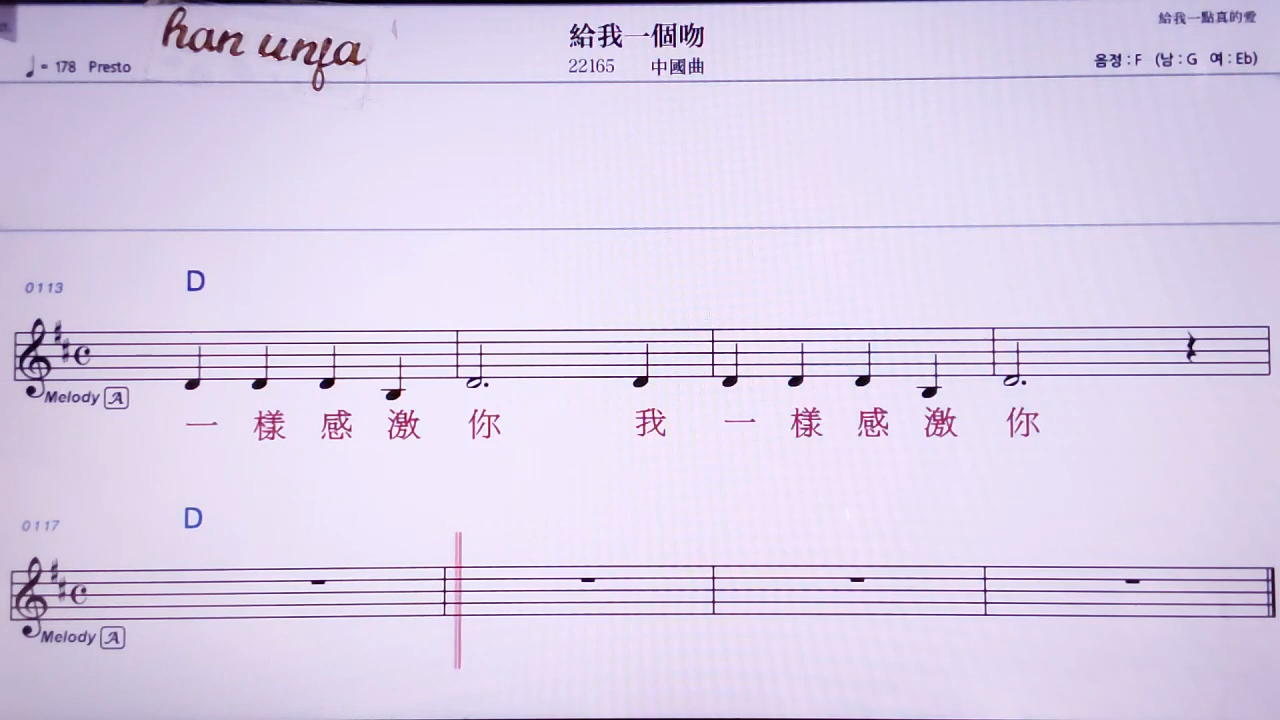 han unfa
給我一個吻
給我一點真的愛
♩= 178 Presto
22165 中國曲
음정 : F (남 : G 여 : Eb)
0113
D
Melody A
一 樣 感 激 你 我 一 樣 感 激 你
0117
D
Melody A